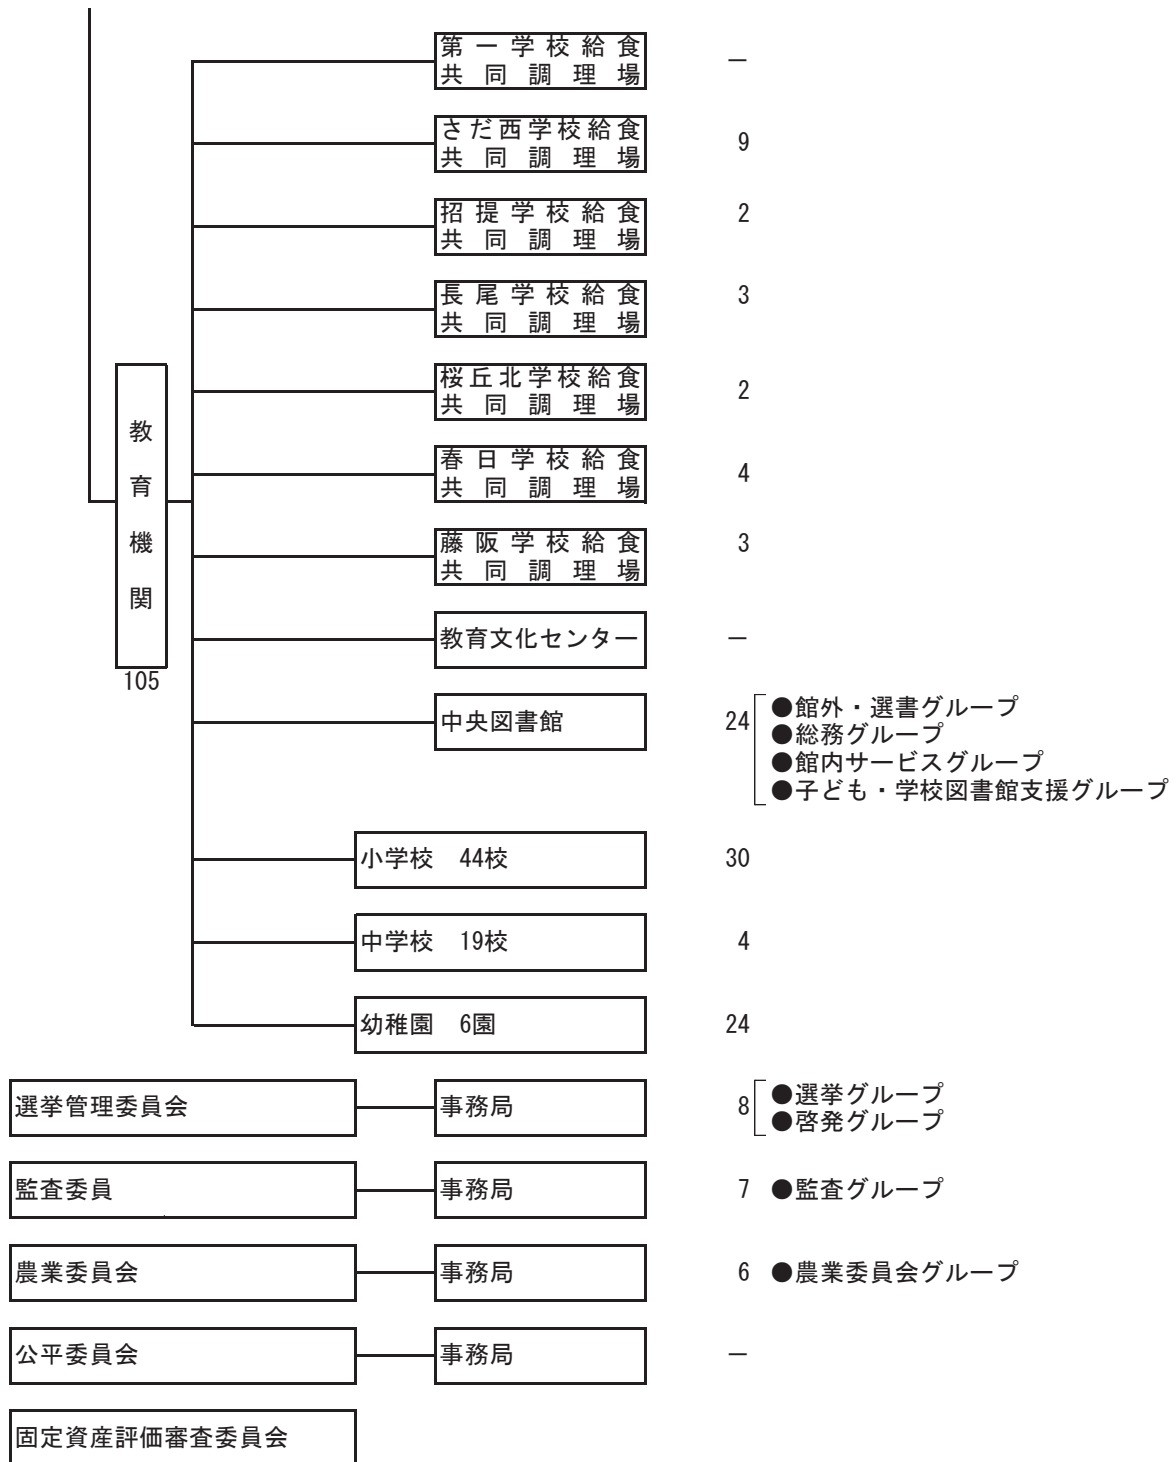 第一学校給食
共同調理場
－
さだ西学校給食
共同調理場
9
招提学校給食
共同調理場
2
長尾学校給食
共同調理場
3
桜丘北学校給食
共同調理場
2
教育機関
105
春日学校給食
共同調理場
4
藤阪学校給食
共同調理場
3
教育文化センター
－
中央図書館
24
●館外・選書グループ
●総務グループ
●館内サービスグループ
●子ども・学校図書館支援グループ
小学校　44校
30
中学校　19校
4
幼稚園　6園
24
選挙管理委員会
事務局
8
●選挙グループ
●啓発グループ
監査委員
事務局
7
●監査グループ
農業委員会
事務局
6
●農業委員会グループ
公平委員会
事務局
－
固定資産評価審査委員会